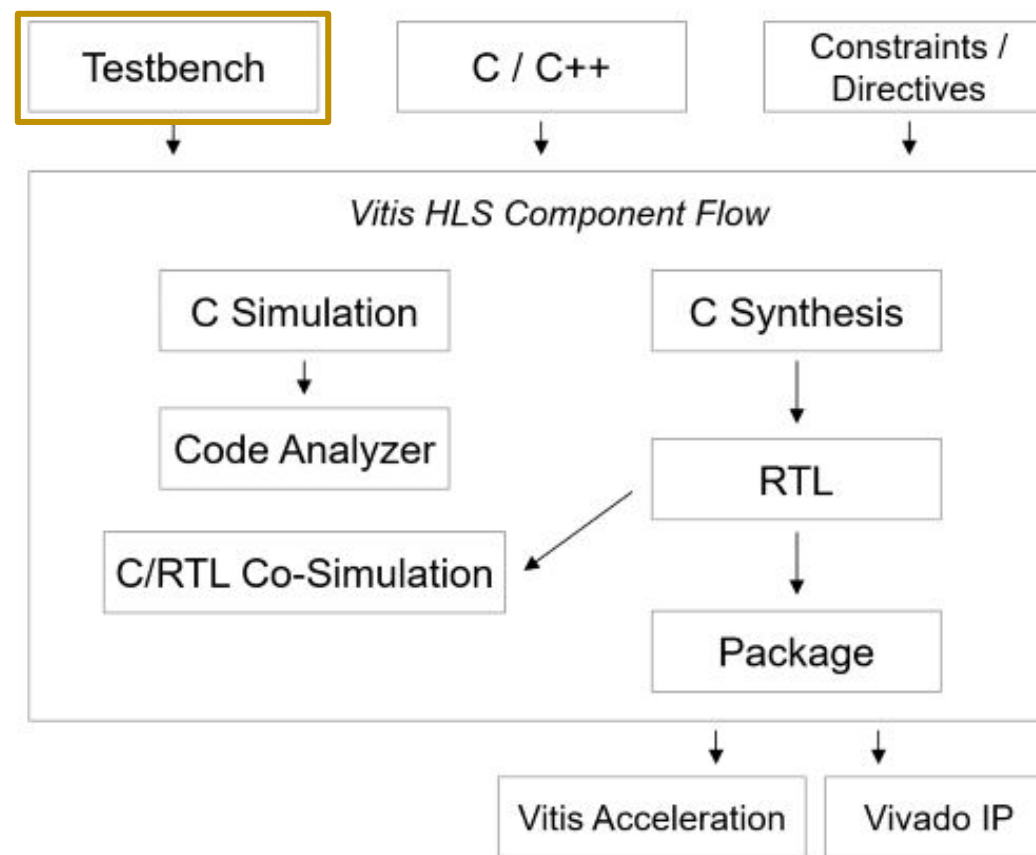 Testbench
C / C++
Constraints /
Directives
Vitis HLS Component Flow
C Simulation
C Synthesis
Code Analyzer
RTL
C/RTL Co-Simulation
Package
Vitis Acceleration
Vivado IP